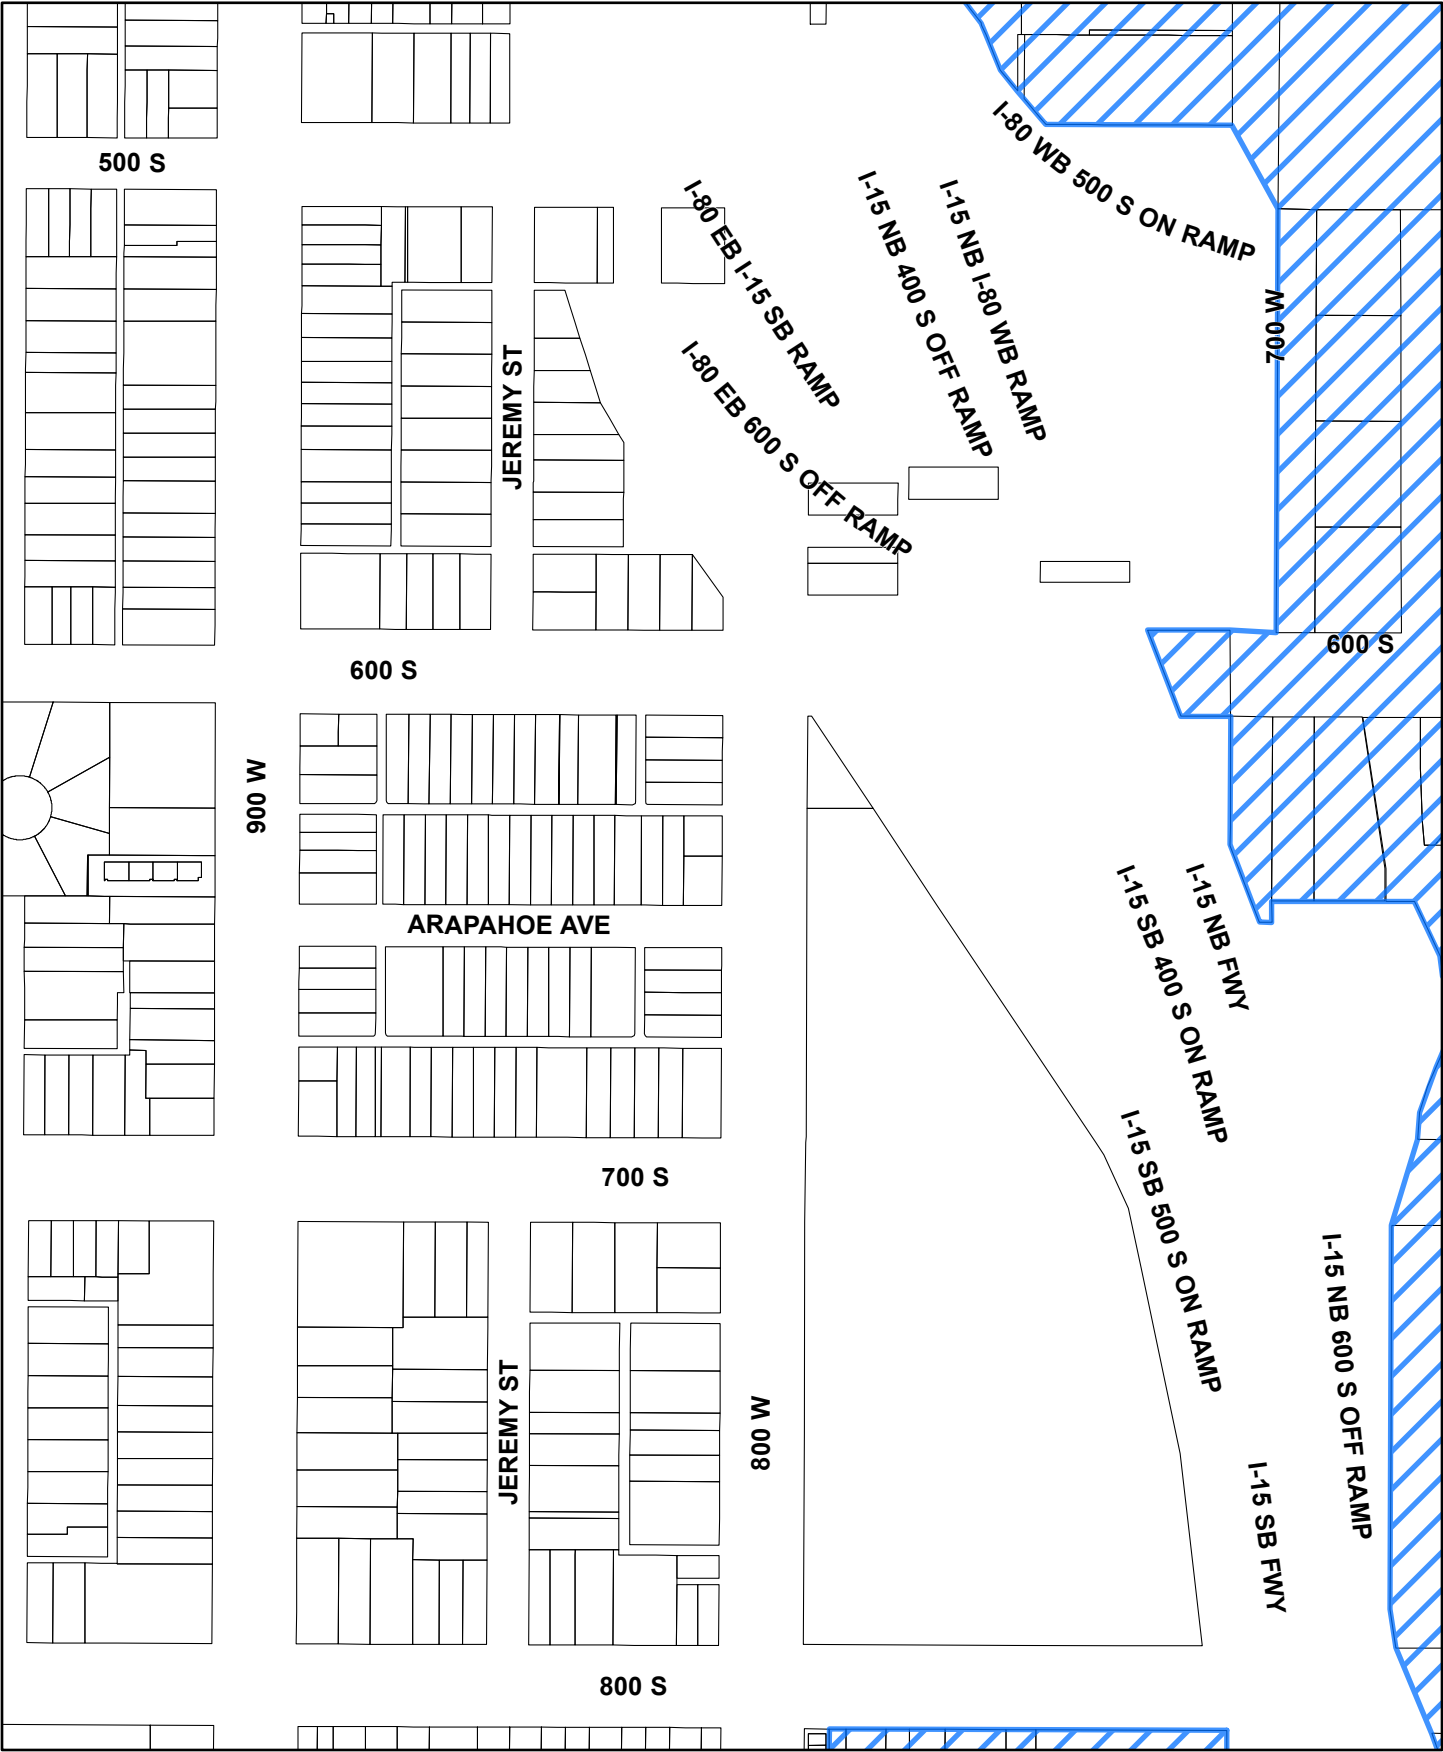 500 S
I-80 WB 500 S ON RAMP
I-80 EB I-15 SB RAMP
I-15 NB 400 S OFF RAMP
I-15 NB I-80 WB RAMP
700 W
JEREMY ST
I-80 EB 600 S OFF RAMP
600 S
600 S
900 W
ARAPAHOE AVE
I-15 SB 400 S ON RAMP
I-15 NB FWY
700 S
I-15 SB 500 S ON RAMP
I-15 NB 600 S OFF RAMP
JEREMY ST
800 W
I-15 SB FWY
800 S